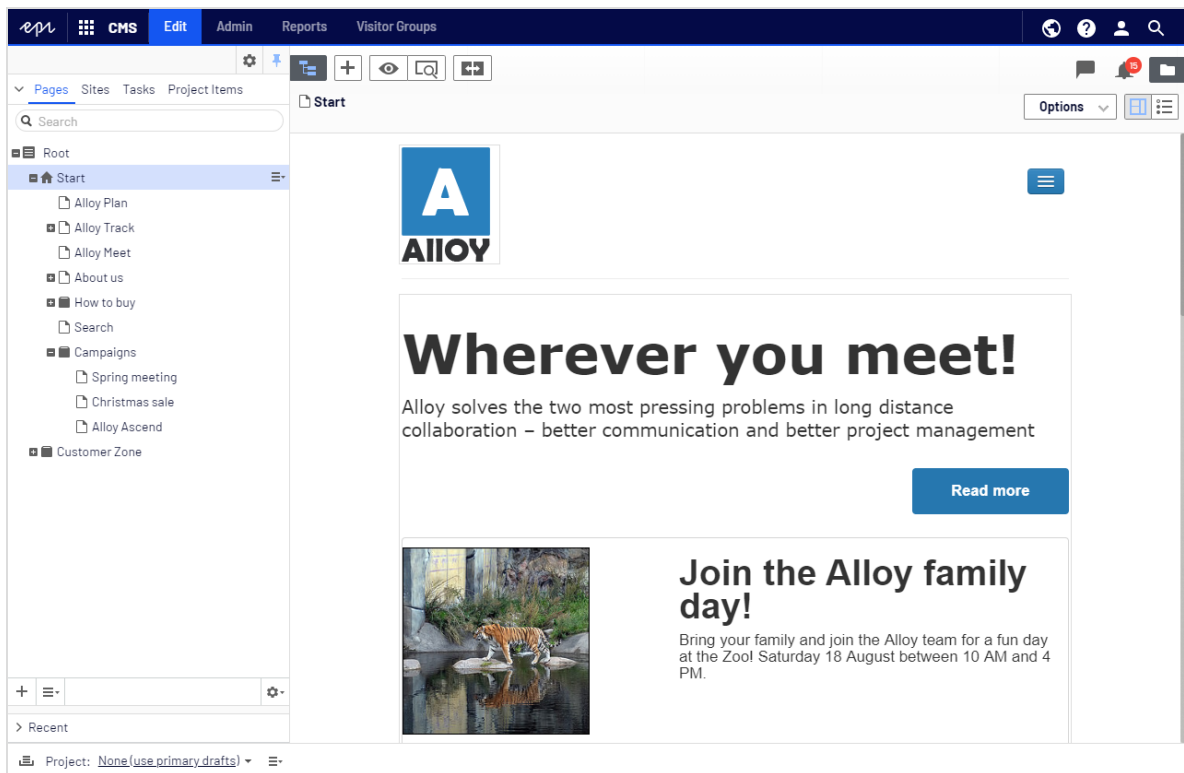 epi CMS Edit Admin Reports Visitor Groups
15
Pages Sites Tasks Project Items
Start
Options
Search
Root
Start
Alloy Plan
Alloy Track
Alloy Meet
About us
How to buy
Search
Campaigns
Spring meeting
Christmas sale
Alloy Ascend
Customer Zone
A
Alloy
Wherever you meet!
Alloy solves the two most pressing problems in long distance
collaboration – better communication and better project management
Read more
Join the Alloy family
day!
Bring your family and join the Alloy team for a fun day
at the Zoo! Saturday 18 August between 10 AM and 4
PM.
Recent
Project: None (use primary drafts)